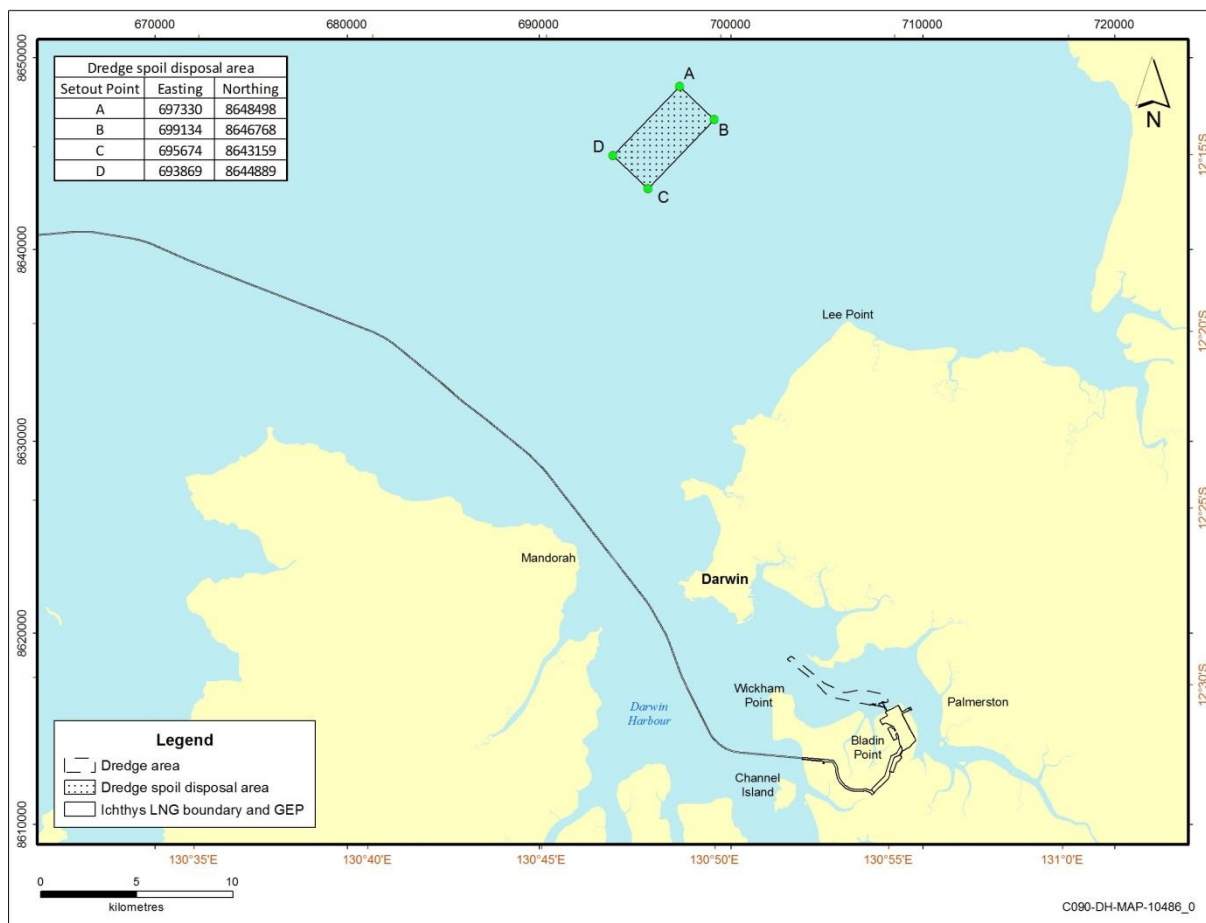 670000 680000 690000 700000 710000 720000
8650000
8640000
8630000
8620000
8610000
Dredge spoil disposal area
Setout Point Easting Northing
A 697330 8648498
B 699134 8646768
C 695674 8643159
D 693869 8644889
A
B
D
C
N
12°15'S
12°20'S
12°25'S
12°30'S
Lee Point
Mandorah
Darwin
Wickham
Point
Palmerston
Darwin
Harbour
Bladin
Point
Channel
Island
Legend
Dredge area
Dredge spoil disposal area
Ichthys LNG boundary and GEP
130°35'E 130°40'E 130°45'E 130°50'E 130°55'E 131°0'E
0 5 10
kilometres
C090-DH-MAP-10486_0